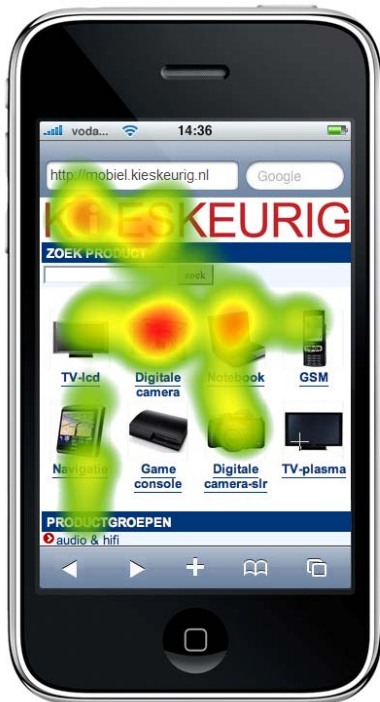 voda... 14:36
http://mobiel.kieskeurig.nl Google
KiESKEURIG
ZOEK PRODUCT
zoek
TV-lcd Digitale camera Notebook GSM
Navigatie Game console Digitale camera-slr TV-plasma
PRODUCTGROEPEN
audio & hifi